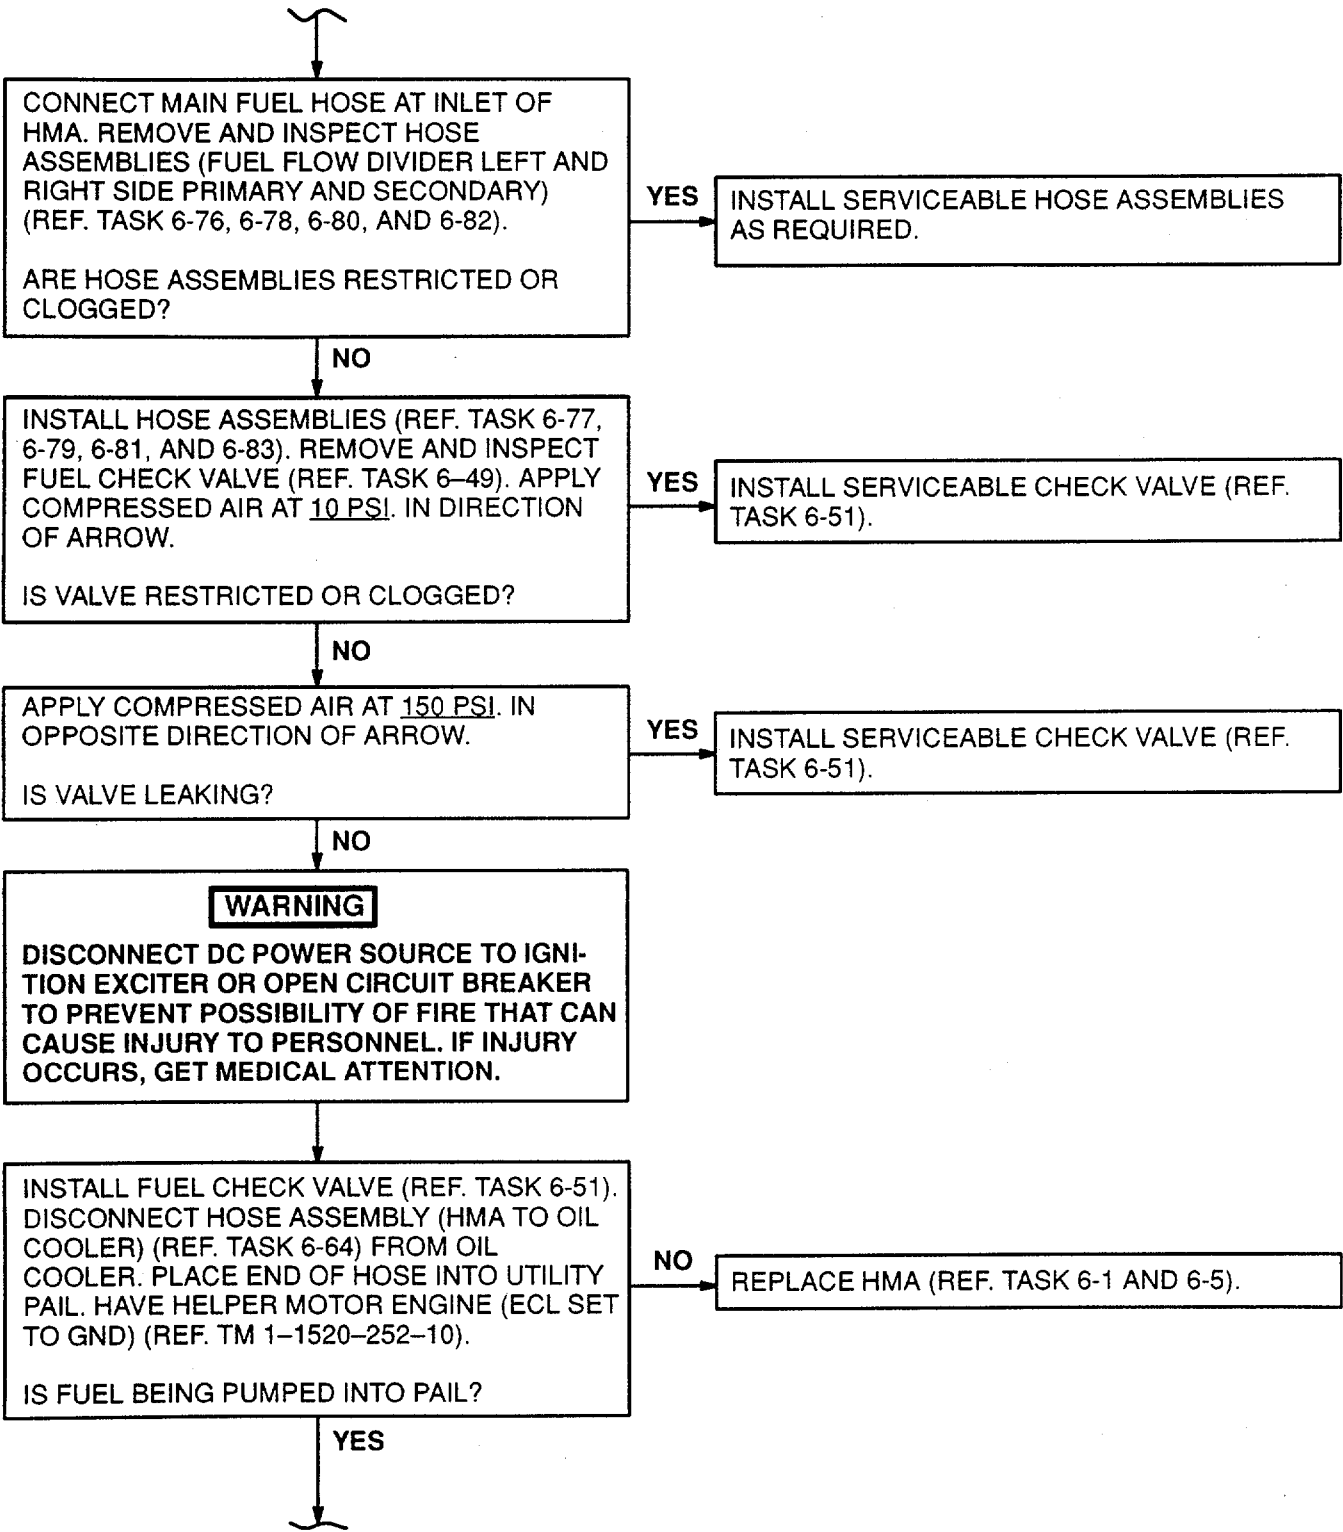 CONNECT MAIN FUEL HOSE AT INLET OF
HMA. REMOVE AND INSPECT HOSE
ASSEMBLIES (FUEL FLOW DIVIDER LEFT AND
RIGHT SIDE PRIMARY AND SECONDARY)
(REF. TASK 6-76, 6-78, 6-80, AND 6-82).
ARE HOSE ASSEMBLIES RESTRICTED OR
CLOGGED?
YES
INSTALL SERVICEABLE HOSE ASSEMBLIES
AS REQUIRED.
NO
INSTALL HOSE ASSEMBLIES (REF. TASK 6-77,
6-79, 6-81, AND 6-83). REMOVE AND INSPECT
FUEL CHECK VALVE (REF. TASK 6–49). APPLY
COMPRESSED AIR AT 10 PSI. IN DIRECTION
OF ARROW.
IS VALVE RESTRICTED OR CLOGGED?
YES
INSTALL SERVICEABLE CHECK VALVE (REF.
TASK 6-51).
NO
APPLY COMPRESSED AIR AT 150 PSI. IN
OPPOSITE DIRECTION OF ARROW.
IS VALVE LEAKING?
YES
INSTALL SERVICEABLE CHECK VALVE (REF.
TASK 6-51).
NO
WARNING
DISCONNECT DC POWER SOURCE TO IGNI-
TION EXCITER OR OPEN CIRCUIT BREAKER
TO PREVENT POSSIBILITY OF FIRE THAT CAN
CAUSE INJURY TO PERSONNEL. IF INJURY
OCCURS, GET MEDICAL ATTENTION.
INSTALL FUEL CHECK VALVE (REF. TASK 6-51).
DISCONNECT HOSE ASSEMBLY (HMA TO OIL
COOLER) (REF. TASK 6-64) FROM OIL
COOLER. PLACE END OF HOSE INTO UTILITY
PAIL. HAVE HELPER MOTOR ENGINE (ECL SET
TO GND) (REF. TM 1–1520–252–10).
IS FUEL BEING PUMPED INTO PAIL?
NO
REPLACE HMA (REF. TASK 6-1 AND 6-5).
YES